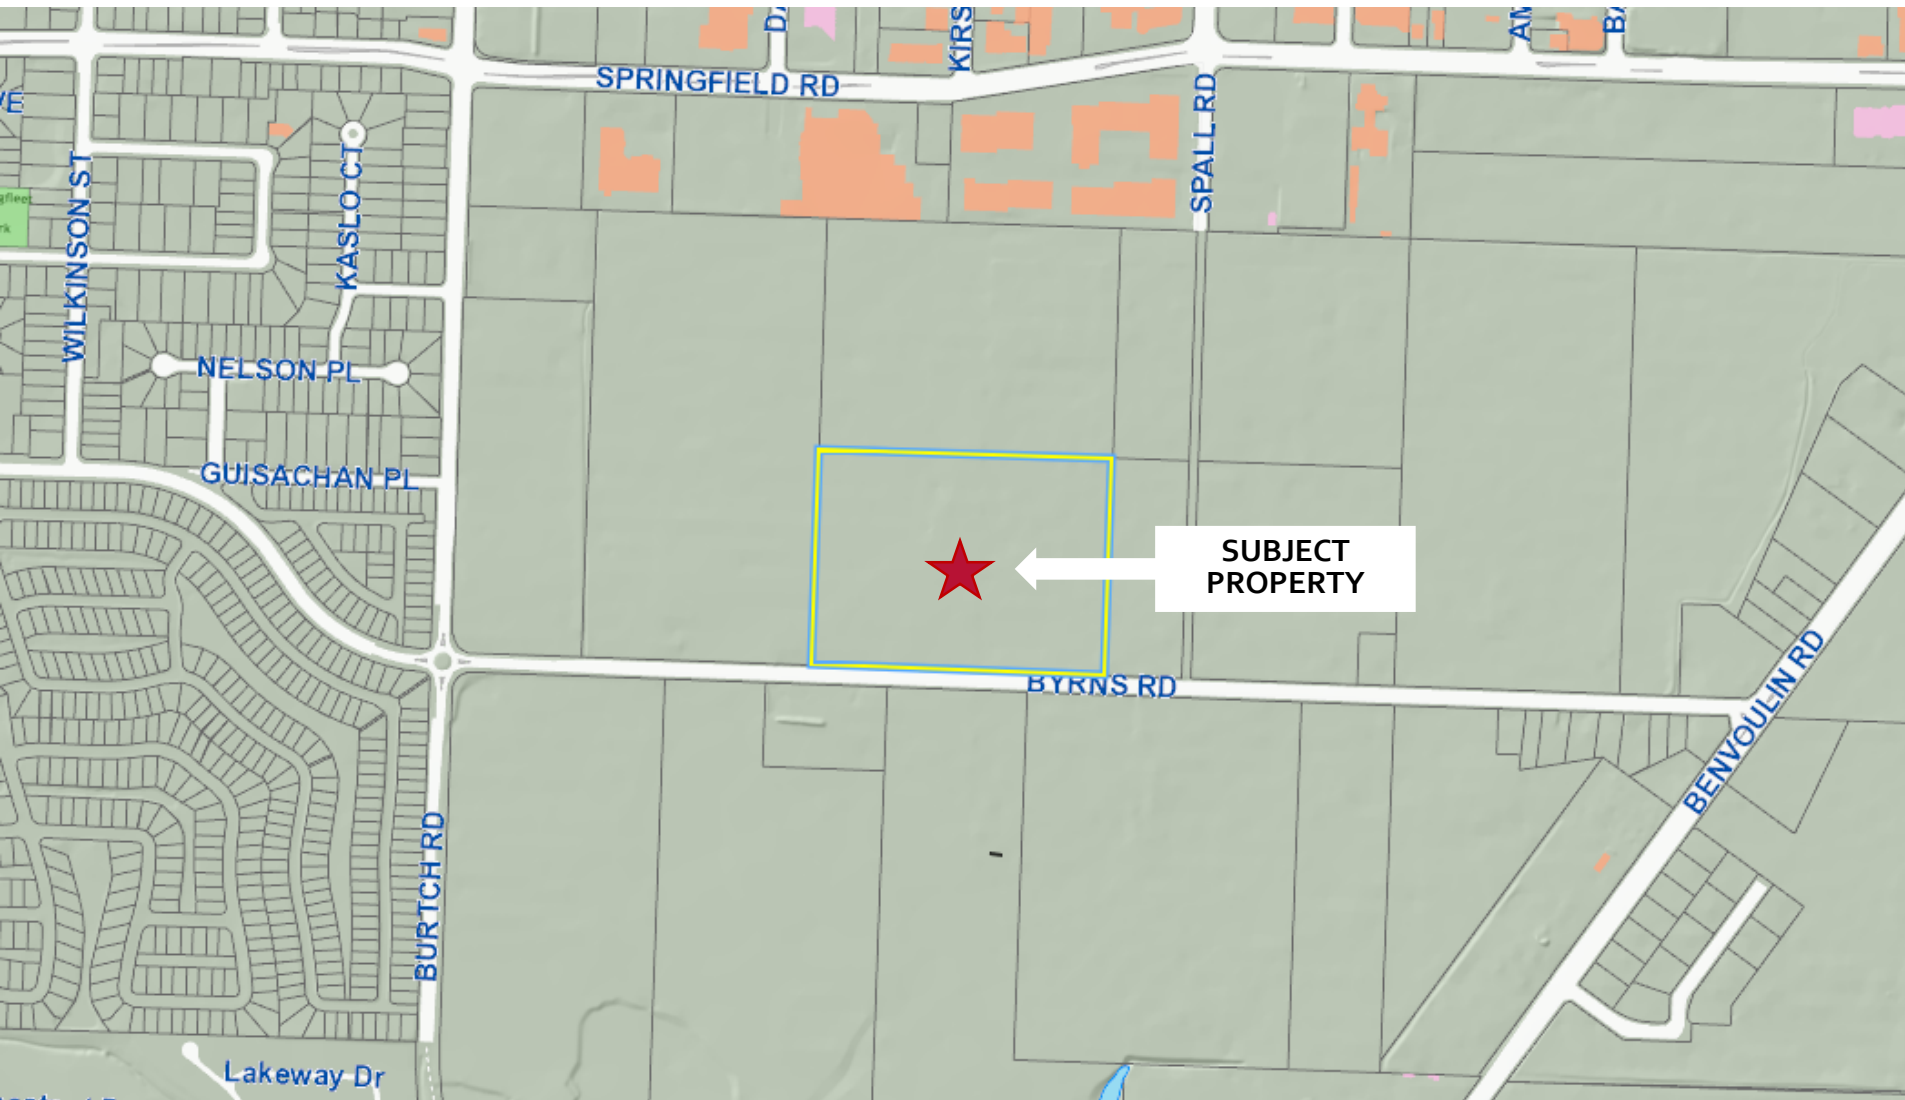 SPRINGFIELD RD
KIRS
SPALL RD
WILKINSON ST
KASLO CT
NELSON PL
GUISACHAN PL
SUBJECT
PROPERTY
BYRNS RD
BENVOULIN RD
BURTCH RD
Lakeway Dr